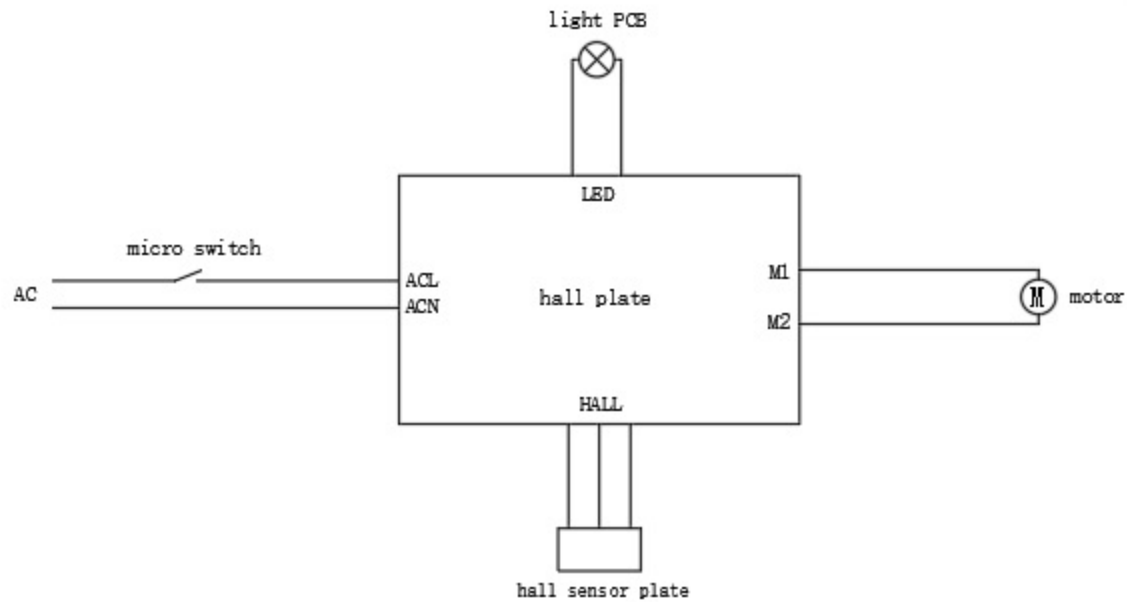 light PCB
LED
micro switch
AC
ACL
ACN
hall plate
M1
M2
M
motor
HALL
hall sensor plate